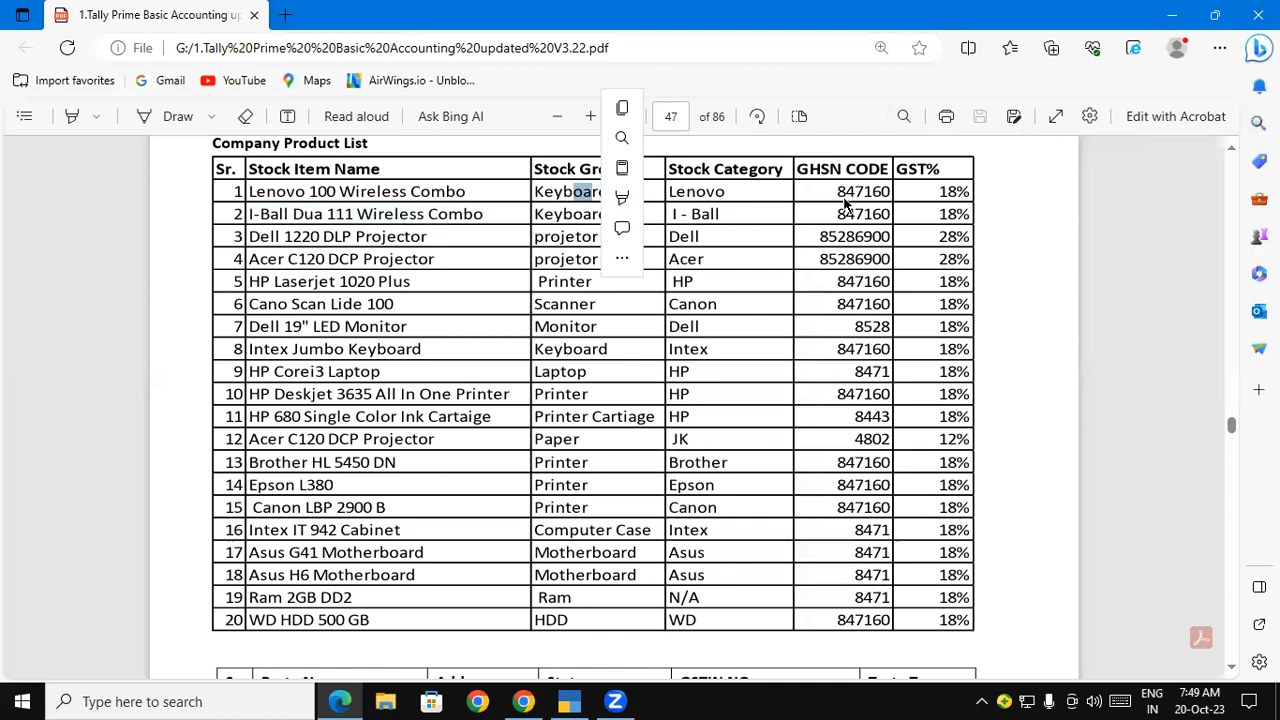 1.Tally Prime Basic Accounting up
File
G:/1.Tally%20Prime%20%20Basic%20Accounting%20updated%20V3.22.pdf
Import favorites
Gmail
YouTube
Maps
AirWings.io - Unblo...
Draw
Read aloud
Ask Bing AI
47 of 86
Edit with Acrobat
Company Product List
Sr. Stock Item Name Stock Gr Stock Category GHSN CODE GST%
1 Lenovo 100 Wireless Combo Keyboar Lenovo 847160 18%
2 I-Ball Dua 111 Wireless Combo Keyboar I - Ball 847160 18%
3 Dell 1220 DLP Projector projetor Dell 85286900 28%
4 Acer C120 DCP Projector projetor Acer 85286900 28%
5 HP Laserjet 1020 Plus Printer HP 847160 18%
6 Cano Scan Lide 100 Scanner Canon 847160 18%
7 Dell 19" LED Monitor Monitor Dell 8528 18%
8 Intex Jumbo Keyboard Keyboard Intex 847160 18%
9 HP Corei3 Laptop Laptop HP 8471 18%
10 HP Deskjet 3635 All In One Printer Printer HP 847160 18%
11 HP 680 Single Color Ink Cartaige Printer Cartiage HP 8443 18%
12 Acer C120 DCP Projector Paper JK 4802 12%
13 Brother HL 5450 DN Printer Brother 847160 18%
14 Epson L380 Printer Epson 847160 18%
15 Canon LBP 2900 B Printer Canon 847160 18%
16 Intex IT 942 Cabinet Computer Case Intex 8471 18%
17 Asus G41 Motherboard Motherboard Asus 8471 18%
18 Asus H6 Motherboard Motherboard Asus 8471 18%
19 Ram 2GB DD2 Ram N/A 8471 18%
20 WD HDD 500 GB HDD WD 847160 18%
Type here to search
ENG
IN
7:49 AM
20-Oct-23